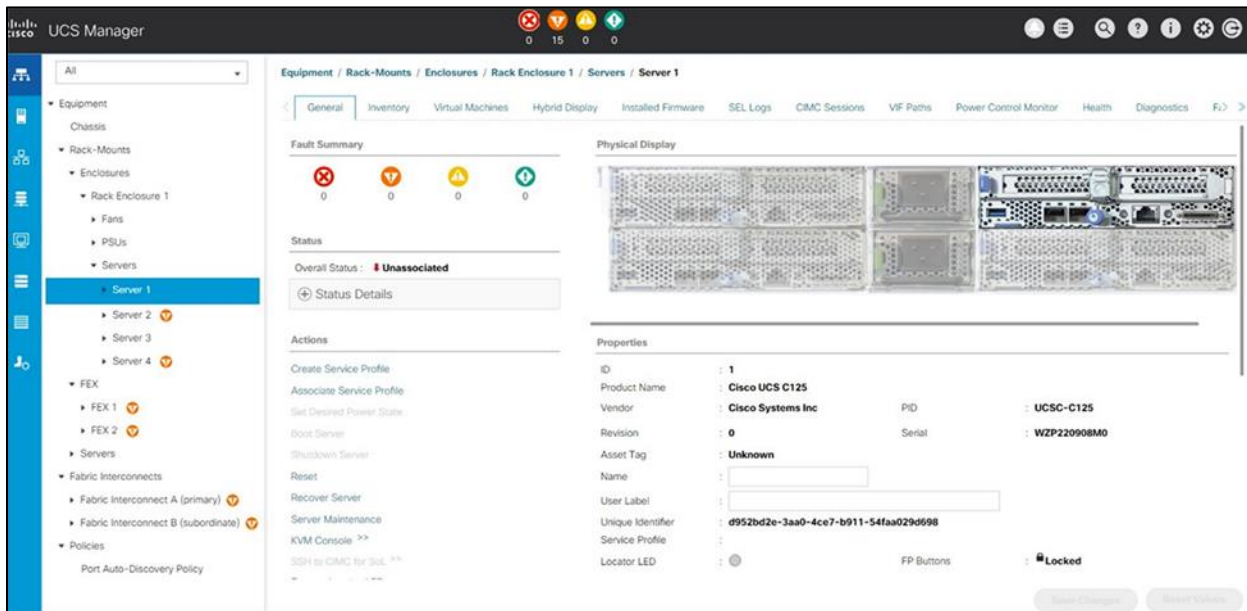 cisco UCS Manager
0 15 0 0
All
Equipment
Chassis
Rack-Mounts
Enclosures
Rack Enclosure 1
Fans
PSUs
Servers
Server 1
Server 2
Server 3
Server 4
FEX
FEX 1
FEX 2
Servers
Fabric Interconnects
Fabric Interconnect A (primary)
Fabric Interconnect B (subordinate)
Policies
Port Auto-Discovery Policy
Equipment / Rack-Mounts / Enclosures / Rack Enclosure 1 / Servers / Server 1
General Inventory Virtual Machines Hybrid Display Installed Firmware SEL Logs CIMC Sessions VIF Paths Power Control Monitor Health Diagnostics
Fault Summary
0 0 0 0
Status
Overall Status : Unassociated
Status Details
Actions
Create Service Profile
Associate Service Profile
Set Desired Power State
Boot Server
Shutdown Server
Reset
Recover Server
Server Maintenance
KVM Console >>
SSH to CIMC for SoL >>
Physical Display
Properties
ID : 1
Product Name : Cisco UCS C125
Vendor : Cisco Systems Inc PID : UCSC-C125
Revision : 0 Serial : WZP220908M0
Asset Tag : Unknown
Name :
User Label :
Unique Identifier : d952bd2e-3aa0-4ce7-b911-54faa029d698
Service Profile :
Locator LED : FP Buttons : Locked
Save Changes Reset Values